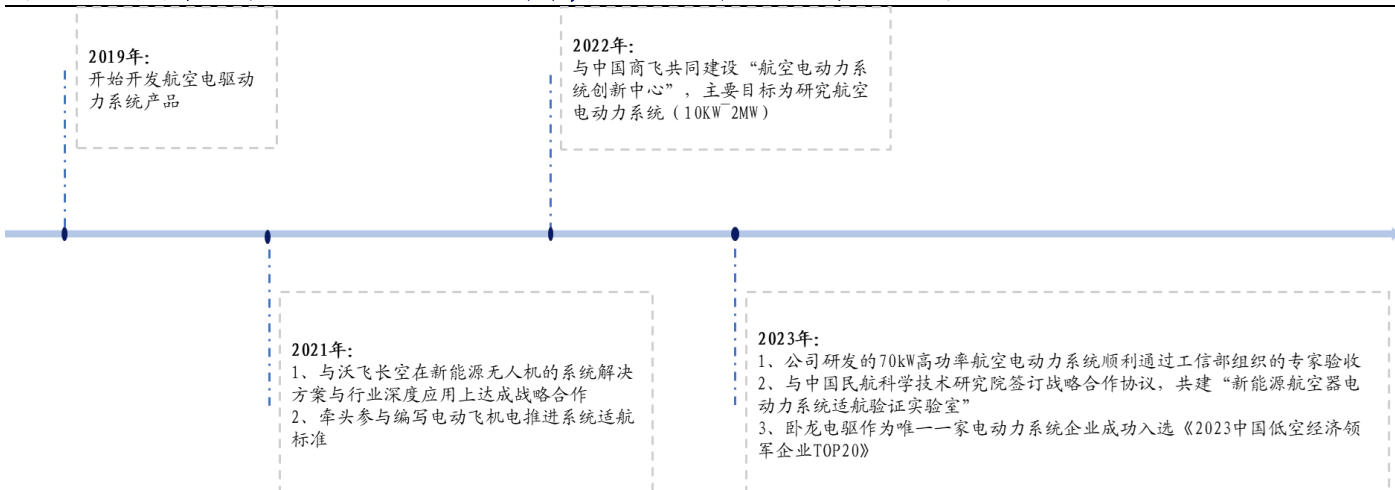 2019年：
开始开发航空电驱动
力系统产品
2022年：
与中国商飞共同建设“航空电动力系
统创新中心”，主要目标为研究航空
电动力系统（10KW~2MW）
2021年：
1、与沃飞长空在新能源无人机的系统解决
方案与行业深度应用上达成战略合作
2、牵头参与编写电动飞机电推进系统适航
标准
2023年：
1、公司研发的70kW高功率航空电动力系统顺利通过工信部组织的专家验收
2、与中国民航科学技术研究院签订战略合作协议，共建“新能源航空器电
动力系统适航验证实验室”
3、卧龙电驱作为唯一一家电动力系统企业成功入选《2023中国低空经济领
军企业TOP20》